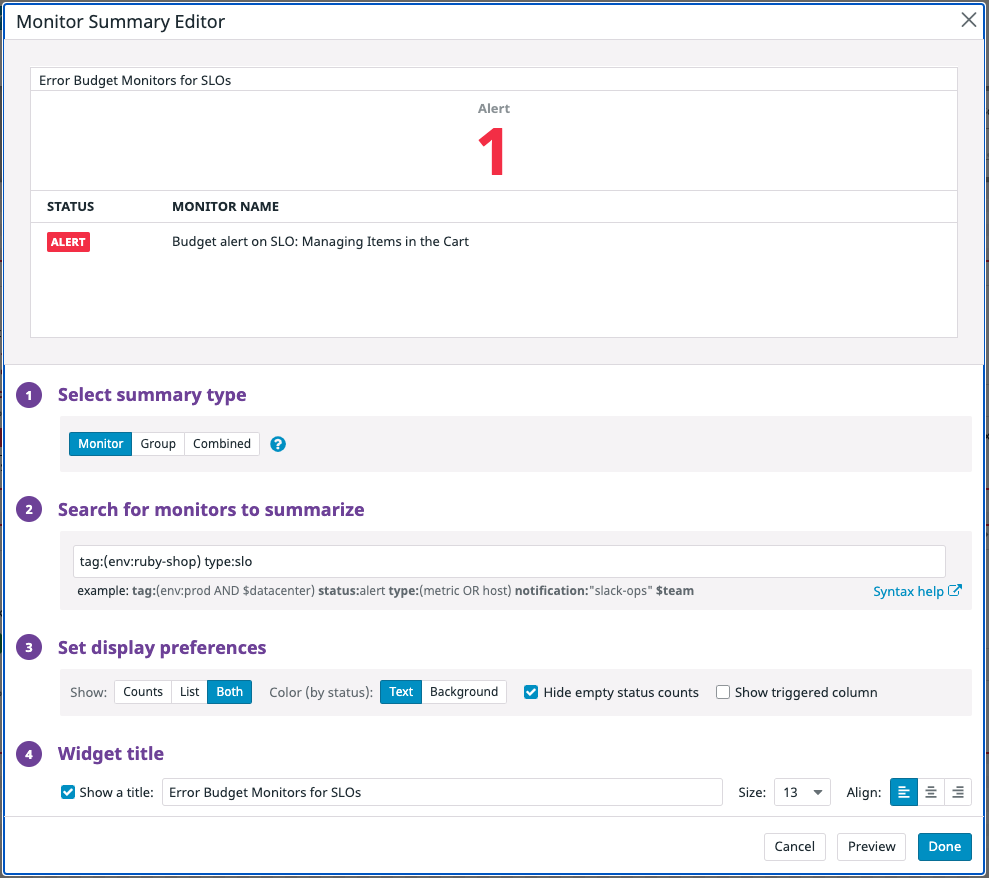 Monitor Summary Editor
Error Budget Monitors for SLOs
Alert
1
STATUS MONITOR NAME
ALERT Budget alert on SLO: Managing Items in the Cart
1 Select summary type
Monitor Group Combined ?
2 Search for monitors to summarize
tag:(env:ruby-shop) type:slo
example: tag:(env:prod AND $datacenter) status:alert type:(metric OR host) notification:"slack-ops" $team Syntax help
3 Set display preferences
Show: Counts List Both Color (by status): Text Background Hide empty status counts Show triggered column
4 Widget title
Show a title: Error Budget Monitors for SLOs Size: 13 Align:
Cancel Preview Done